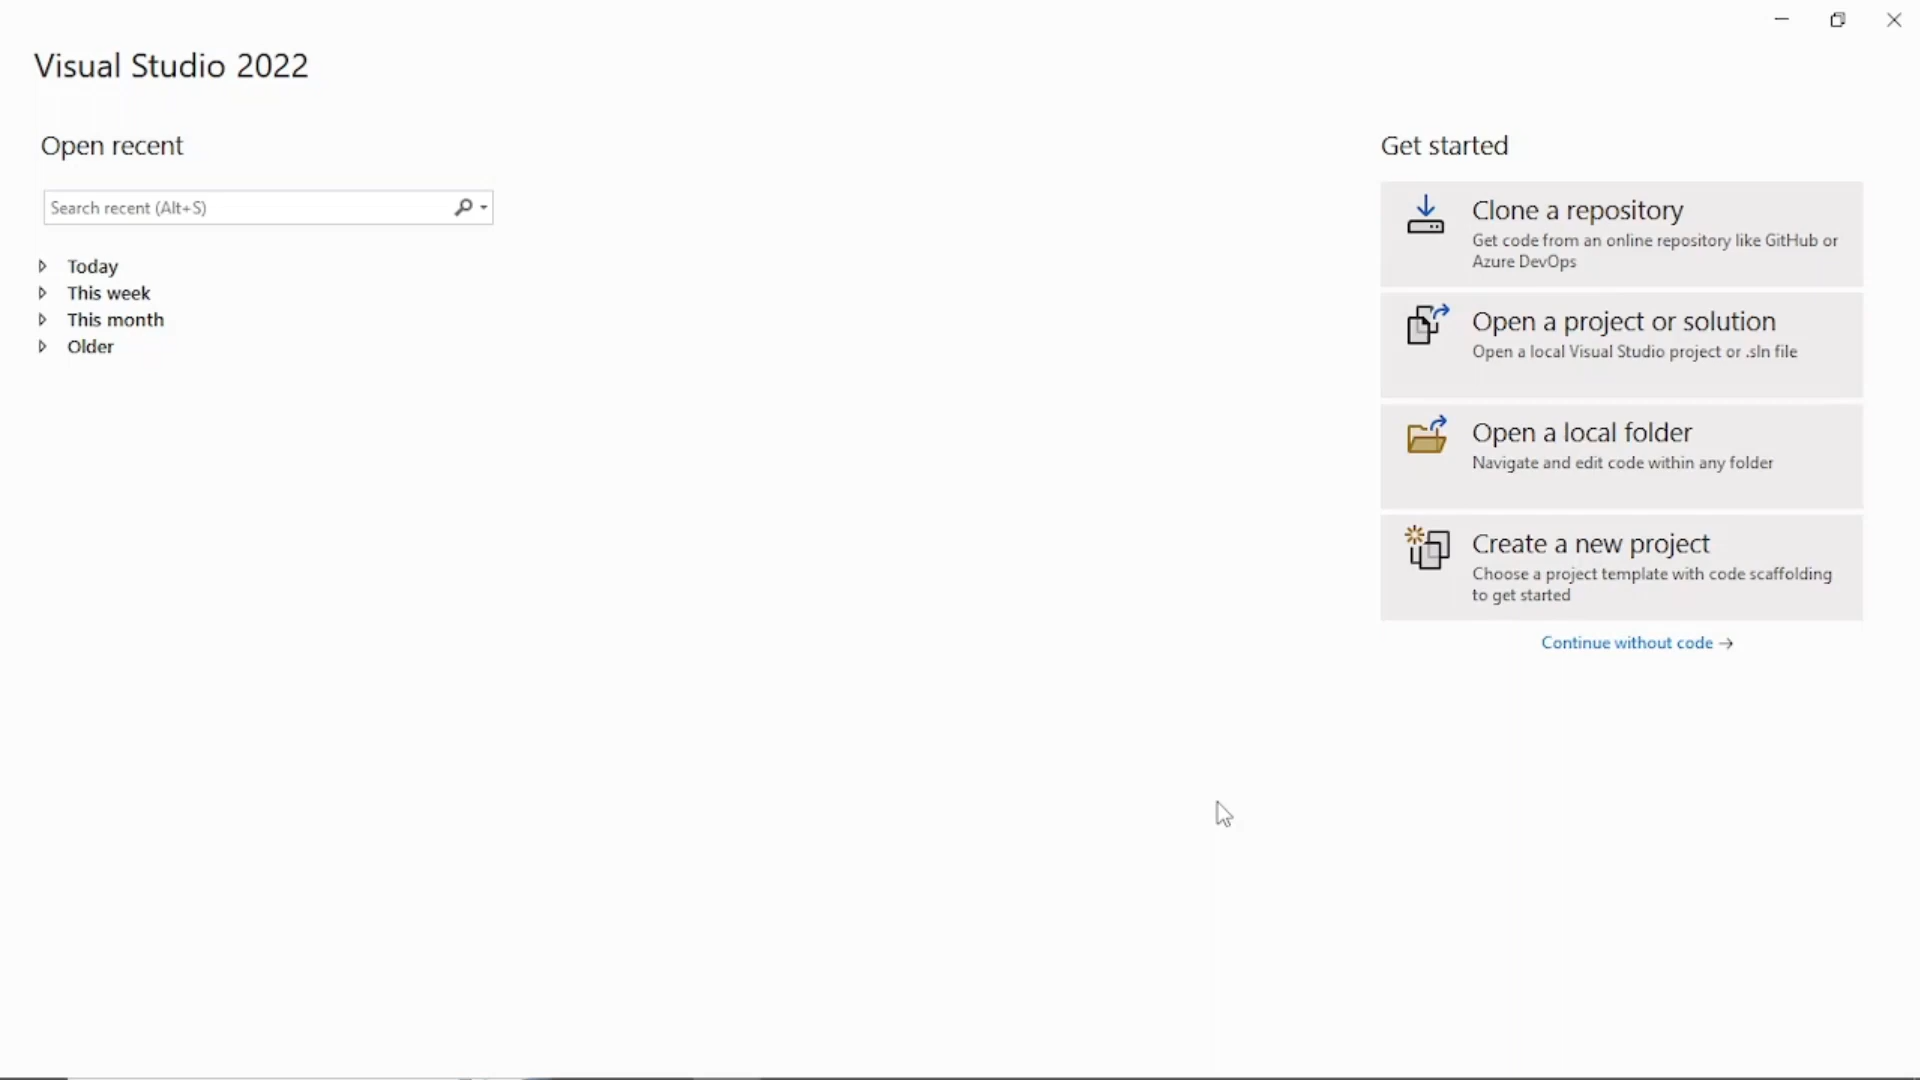 Visual Studio 2022
Open recent
Search recent (Alt+S)
Today
This week
This month
Older
Get started
Clone a repository
Get code from an online repository like GitHub or
Azure DevOps
Open a project or solution
Open a local Visual Studio project or .sln file
Open a local folder
Navigate and edit code within any folder
Create a new project
Choose a project template with code scaffolding
to get started
Continue without code →